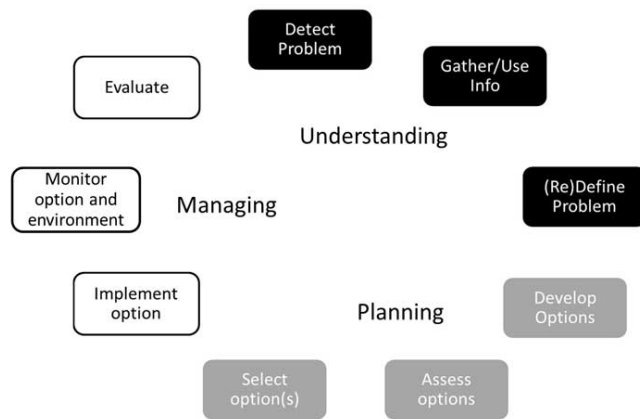 Detect
Problem
Gather/Use
Info
Evaluate
Understanding
Monitor
option and
environment
Managing
(Re)Define
Problem
Implement
option
Planning
Develop
Options
Select
option(s)
Assess
options